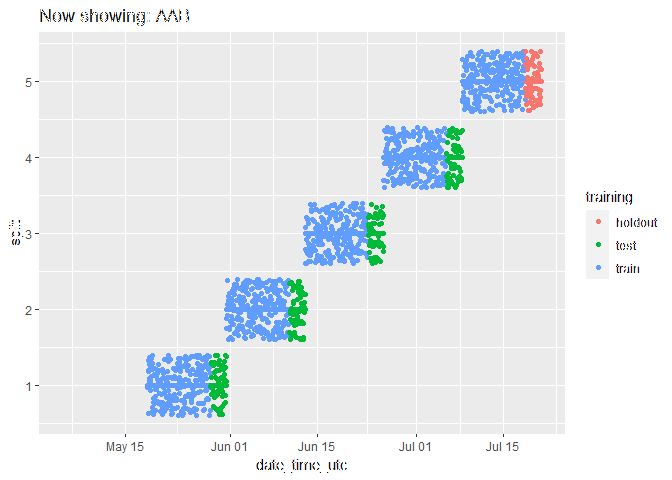 Now showing: AAB
5
4
3
2
1
split
May 15
Jun 01
Jun 15
Jul 01
Jul 15
date_time_utc
training
holdout
test
train